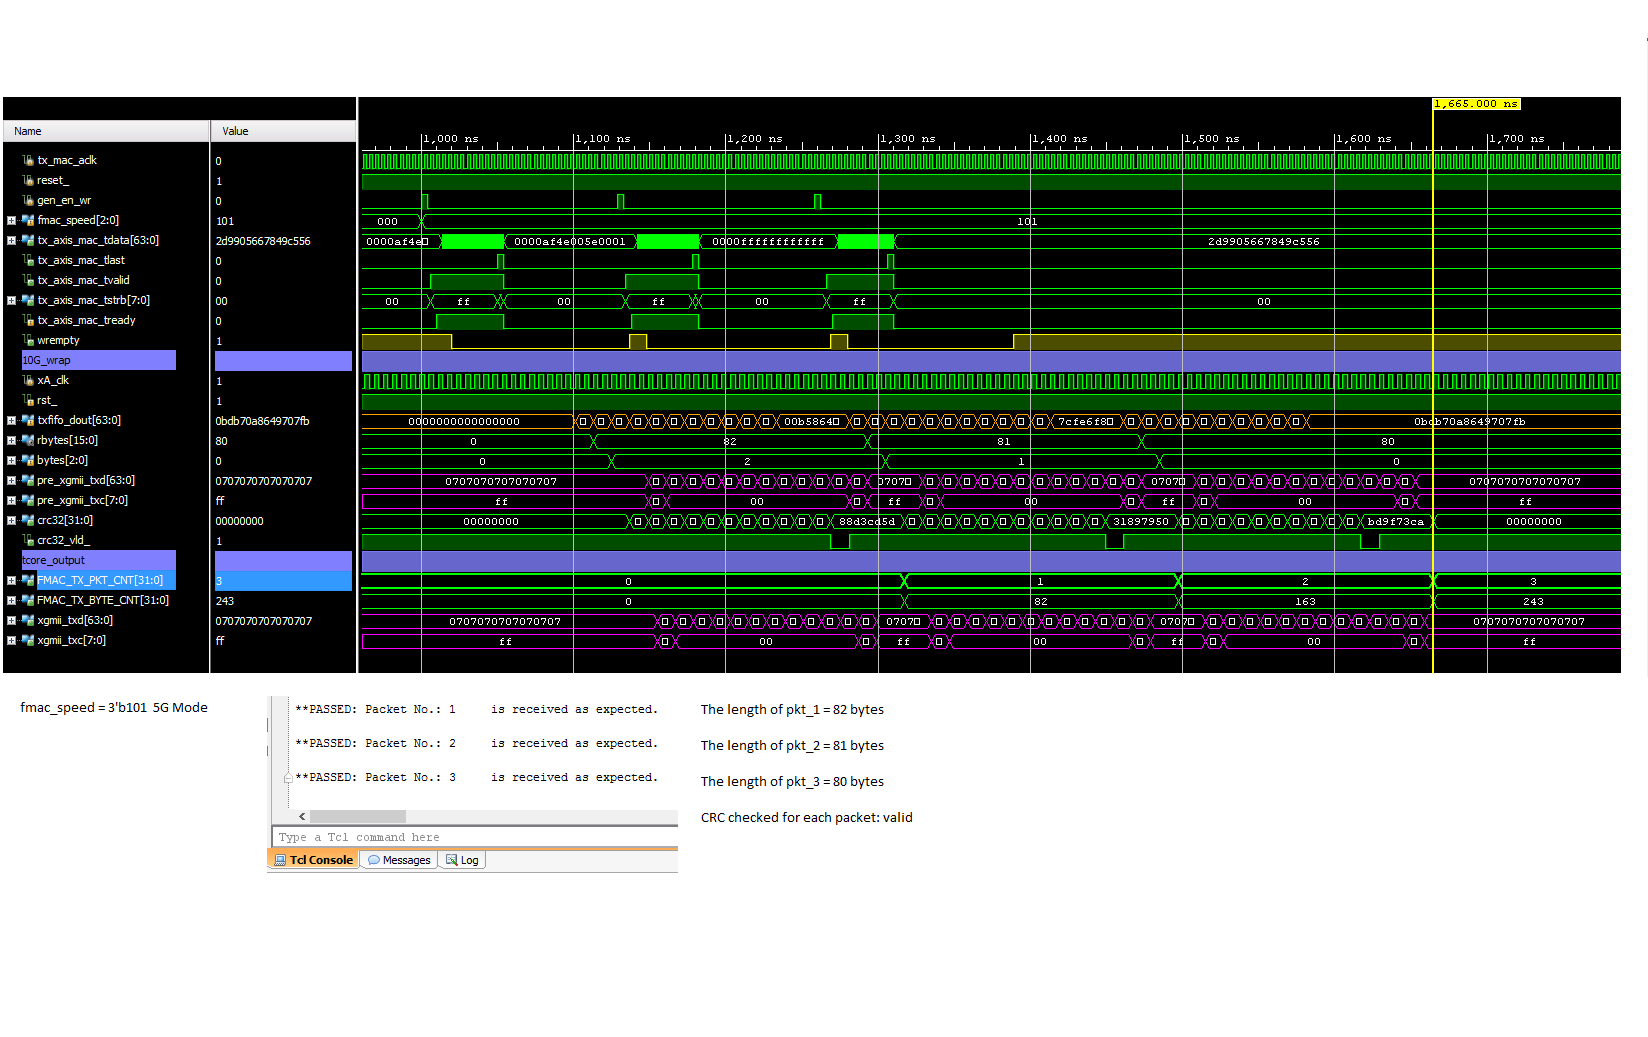 1,665.000 ns
Name Value
1,000 ns 1,100 ns 1,200 ns 1,300 ns 1,400 ns 1,500 ns 1,600 ns 1,700 ns
tx_mac_aclk 0
reset_ 1
gen_en_wr 0
fmac_speed[2:0] 101 000 101
tx_axis_mac_tdata[63:0] 2d9905667849c556 0000af4e 0000af4e005e0001 0000ffffffffffff 2d9905667849c556
tx_axis_mac_tlast 0
tx_axis_mac_tvalid 0
tx_axis_mac_tstrb[7:0] 00 00 ff 00 ff 00 ff 00
tx_axis_mac_tready 0
wrempty 1
10G_wrap
xA_clk 1
rst_ 1
txfifo_dout[63:0] 0bdb70a8649707fb 0000000000000000 00b5864 7cfe6f8 0bdb70a8649707fb
rbytes[15:0] 80 0 82 81 80
bytes[2:0] 0 0 2 1 0
pre_xgmii_txd[63:0] 0707070707070707 0707070707070707 0707 0707 0707070707070707
pre_xgmii_txc[7:0] ff ff 00 ff 00 ff 00 ff
crc32[31:0] 00000000 00000000 88d3cd5d 31897950 bd9f73ca 00000000
crc32_vld_ 1
tcore_output
FMAC_TX_PKT_CNT[31:0] 3 0 1 2 3
FMAC_TX_BYTE_CNT[31:0] 243 0 82 163 243
xgmii_txd[63:0] 0707070707070707 0707070707070707 0707 0707 0707070707070707
xgmii_txc[7:0] ff ff 00 ff 00 ff 00 ff
fmac_speed = 3'b101 5G Mode
**PASSED: Packet No.: 1 is received as expected. The length of pkt_1 = 82 bytes
**PASSED: Packet No.: 2 is received as expected. The length of pkt_2 = 81 bytes
**PASSED: Packet No.: 3 is received as expected. The length of pkt_3 = 80 bytes
CRC checked for each packet: valid
Type a Tcl command here
Tcl Console Messages Log